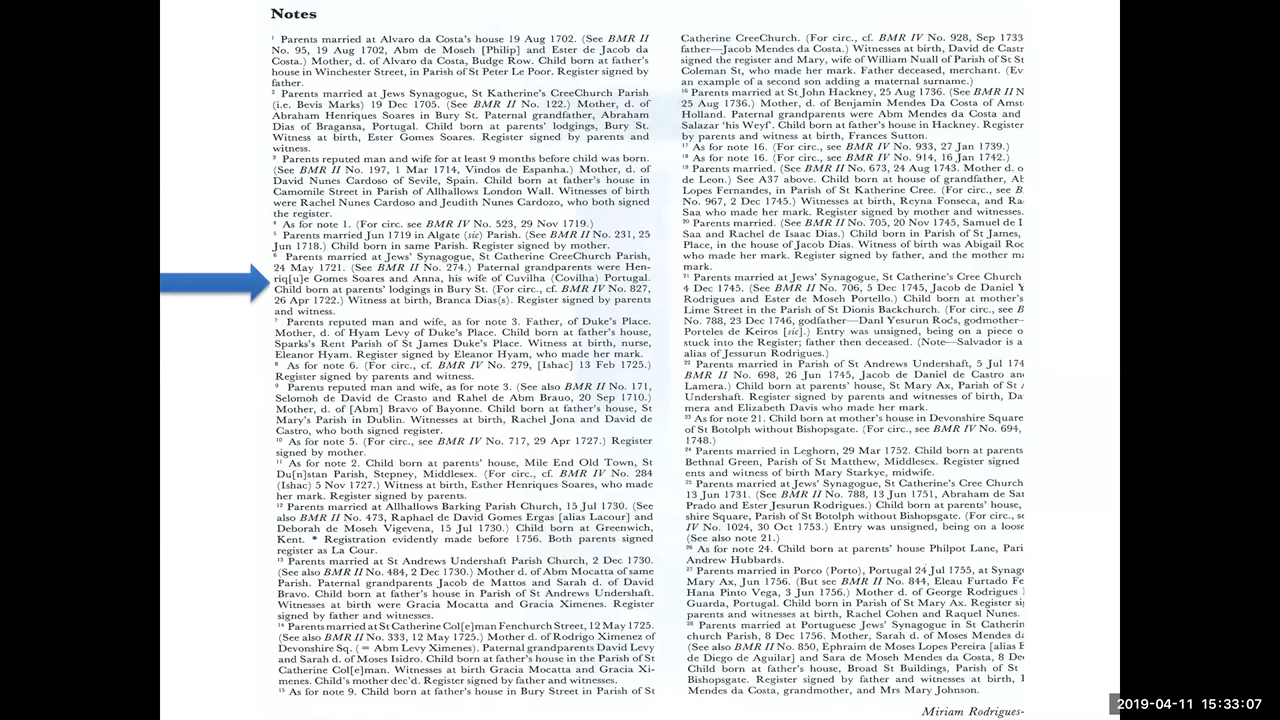 Notes
¹ Parents married at Alvaro da Costa's house 19 Aug 1702. (See BMR II
No. 95, 19 Aug 1702, Abm de Moseh [Philip] and Ester de Jacob da
Costa.) Mother, d. of Alvaro da Costa, Budge Row. Child born at father's
house in Winchester Street, in Parish of St Peter Le Poor. Register signed by
father.
² Parents married at Jews Synagogue, St Katherine's CreeChurch Parish
(i.e. Bevis Marks) 19 Dec 1705. (See BMR II No. 122.) Mother, d. of
Abraham Henriques Soares in Bury St. Paternal grandfather, Abraham
Dias of Bragansa, Portugal. Child born at parents' lodgings, Bury St.
Witness at birth, Ester Gomes Soares. Register signed by parents and
witness.
³ Parents reputed man and wife for at least 9 months before child was born.
(See BMR II No. 197, 1 Mar 1714, Vindos de Espanha.) Mother, d. of
David Nunes Cardoso of Sevile, Spain. Child born at father's house in
Camomile Street in Parish of Allhallows London Wall. Witnesses of birth
were Rachel Nunes Cardoso and Jeudith Nunes Cardozo, who both signed
the register.
⁴ As for note 1. (For circ. see BMR IV No. 523, 29 Nov 1719.)
⁵ Parents married Jun 1719 in Algate (sic) Parish. (See BMR II No. 231, 25
Jun 1718.) Child born in same Parish. Register signed by mother.
⁶ Parents married at Jews' Synagogue, St Catherine CreeChurch Parish,
24 May 1721. (See BMR II No. 274.) Paternal grandparents were Hen-
riq[u]e Gomes Soares and Anna, his wife of Cuvilha (Covilha) Portugal.
Child born at parents' lodgings in Bury St. (For circ., cf. BMR IV No. 827,
26 Apr 1722.) Witness at birth, Branca Dias(s). Register signed by parents
and witness.
⁷ Parents reputed man and wife, as for note 3. Father, of Duke's Place.
Mother, d. of Hyam Levy of Duke's Place. Child born at father's house,
Sparks's Rent Parish of St James Duke's Place. Witness at birth, nurse,
Eleanor Hyam. Register signed by Eleanor Hyam, who made her mark.
⁸ As for note 6. (For circ., cf. BMR IV No. 279, [Ishac] 13 Feb 1725.)
Register signed by parents and witness.
⁹ Parents reputed man and wife, as for note 3. (See also BMR II No. 171,
Selomoh de David de Crasto and Rahel de Abm Brauo, 20 Sep 1710.)
Mother, d. of [Abm] Bravo of Bayonne. Child born at father's house, St
Mary's Parish in Dublin. Witnesses at birth, Rachel Jona and David de
Castro, who both signed register.
¹⁰ As for note 5. (For circ., see BMR IV No. 717, 29 Apr 1727.) Register
signed by mother.
¹¹ As for note 2. Child born at parents' house, Mile End Old Town, St
Du[n]stan Parish, Stepney, Middlesex. (For circ., cf. BMR IV No. 284
(Ishac) 5 Nov 1727.) Witness at birth, Esther Henriques Soares, who made
her mark. Register signed by parents.
¹² Parents married at Allhallows Barking Parish Church, 15 Jul 1730. (See
also BMR II No. 473, Raphael de David Gomes Ergas [alias Lacour] and
Deborah de Moseh Vigevena, 15 Jul 1730.) Child born at Greenwich,
Kent. * Registration evidently made before 1756. Both parents signed
register as La Cour.
¹³ Parents married at St Andrews Undershaft Parish Church, 2 Dec 1730.
(See also BMR II No. 484, 2 Dec 1730.) Mother d. of Abm Mocatta of same
Parish. Paternal grandparents Jacob de Mattos and Sarah d. of David
Bravo. Child born at father's house in Parish of St Andrews Undershaft.
Witnesses at birth were Gracia Mocatta and Gracia Ximenes. Register
signed by father and witnesses.
¹⁴ Parents married at St Catherine Col[e]man Fenchurch Street, 12 May 1725.
(See also BMR II No. 333, 12 May 1725.) Mother d. of Rodrigo Ximenez of
Devonshire Sq. (= Abm Levy Ximenes). Paternal grandparents David Levy
and Sarah d. of Moses Isidro. Child born at father's house in the Parish of St
Catherine Col[e]man. Witnesses at birth Gracia Mocatta and Gracia Xi-
menes. Child's mother dec'd. Register signed by father and witnesses.
¹⁵ As for note 9. Child born at father's house in Bury Street in Parish of St
Catherine CreeChurch. (For circ., cf. BMR IV No. 928, Sep 1733
father—Jacob Mendes da Costa.) Witnesses at birth, David de Castr
signed the register and Mary, wife of William Nuall of Parish of St St
Coleman St, who made her mark. Father deceased, merchant. (Ev
an example of a second son adding a maternal surname.)
¹⁶ Parents married at St John Hackney, 25 Aug 1736. (See BMR II N
25 Aug 1736.) Mother, d. of Benjamin Mendes Da Costa of Amst
Holland. Paternal grandparents were Abm Mendes da Costa and
Salazar 'his Weyf'. Child born at father's house in Hackney. Register
by parents and witness at birth, Frances Sutton.
¹⁷ As for note 16. (For circ., see BMR IV No. 933, 27 Jan 1739.)
¹⁸ As for note 16. (For circ., see BMR IV No. 914, 16 Jan 1742.)
¹⁹ Parents married. (See BMR II No. 673, 24 Aug 1743. Mother d.
de Leon.) See A37 above. Child born at house of grandfather, Ab
Lopes Fernandes, in Parish of St Katherine Cree. (For circ., see B
No. 967, 2 Dec 1745.) Witnesses at birth, Reyna Fonseca, and Ra
Saa who made her mark. Register signed by mother and witnesses.
²⁰ Parents married. (See BMR II No. 705, 20 Nov 1745, Samuel de I
Saa and Rachel de Isaac Dias.) Child born in Parish of St James,
Place, in the house of Jacob Dias. Witness of birth was Abigail Roc
who made her mark. Register signed by father, and the mother ma
mark.
²¹ Parents married at Jews' Synagogue, St Catherine's Cree Church
4 Dec 1745. (See BMR II No. 706, 5 Dec 1745, Jacob de Daniel Y
Rodrigues and Ester de Moseh Portello.) Child born at mother's
Lime Street in the Parish of St Dionis Backchurch. (For circ., see B
No. 788, 23 Dec 1746, godfather—Danl Yesurun Rods, godmother—
Porteles de Keiros [sic].) Entry was unsigned, being on a piece o
stuck into the Register; father then deceased. (Note—Salvador is a
alias of Jessurun Rodrigues.)
²² Parents married in Parish of St Andrews Undershaft, 5 Jul 174
BMR II No. 698, 26 Jun 1745, Jacob de Daniel de Castro and
Lamera.) Child born at parents' house, St Mary Ax, Parish of St A
Undershaft. Register signed by parents and witnesses of birth, Da
mera and Elizabeth Davis who made her mark.
²³ As for note 21. Child born at mother's house in Devonshire Square
of St Botolph without Bishopsgate. (For circ., see BMR IV No. 694,
1748.)
²⁴ Parents married in Leghorn, 29 Mar 1752. Child born at parents
Bethnal Green, Parish of St Matthew, Middlesex. Register signed
ents and witness of birth Mary Starkye, midwife.
²⁵ Parents married at Jews' Synagogue, St Catherine's Cree Church
13 Jun 1731. (See BMR II No. 788, 13 Jun 1751, Abraham de Sar
Prado and Ester Jesurun Rodrigues.) Child born at parents' house,
shire Square, Parish of St Botolph without Bishopsgate. (For circ., se
IV No. 1024, 30 Oct 1753.) Entry was unsigned, being on a loose
(See also note 21.)
²⁶ As for note 24. Child born at parents' house Philpot Lane, Pari
Andrew Hubbards.
²⁷ Parents married in Porco (Porto), Portugal 24 Jul 1755, at Synag
Mary Ax, Jun 1756. (But see BMR II No. 844, Eleau Furtado Fe
Hana Pinto Vega, 3 Jun 1756.) Mother d. of George Rodrigues I
Guarda, Portugal. Child born in Parish of St Mary Ax. Register sig
parents and witnesses at birth, Rachel Cohen and Raquel Nunes.
²⁸ Parents married at Portuguese Jews' Synagogue in St Catherin
church Parish, 8 Dec 1756. Mother, Sarah d. of Moses Mendes da
(See also BMR II No. 850, Ephraim de Moses Lopes Pereira [alias B
de Diego de Aguilar] and Sara de Moseh Mendes da Costa, 8 Dec
Child born at father's house, Broad St Buildings, Parish of St
Bishopsgate. Register signed by father and witnesses at birth, I
Mendes da Costa, grandmother, and Mrs Mary Johnson.
Miriam Rodrigues-
2019-04-11 15:33:07